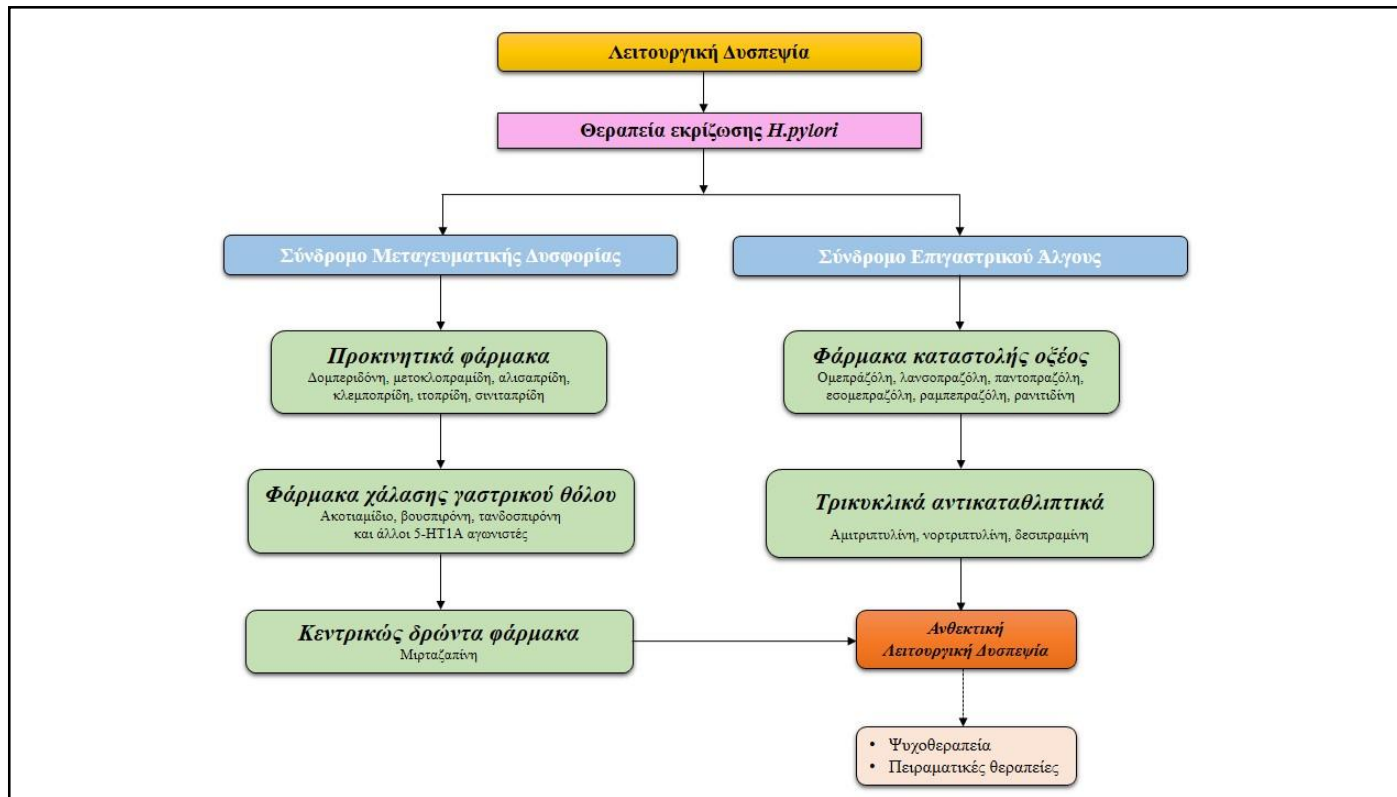 Λειτουργική Δυσπεψία
Θεραπεία εκρίζωσης H.pylori
Σύνδρομο Μεταγευματικής Δυσφορίας
Σύνδρομο Επιγαστρικού Άλγους
Προκινητικά φάρμακα
Δομπεριδόνη, μετοκλοπραμίδη, αλισαπρίδη,
κλεμποπρίδη, ιτοπρίδη, σινιταπρίδη
Φάρμακα καταστολής οξέος
Ομεπράζόλη, λανσοπραζόλη, παντοπραζόλη,
εσομεπραζόλη, ραμπεπραζόλη, ρανιτιδίνη
Φάρμακα χάλασης γαστρικού θόλου
Ακοτιαμίδιο, βουσπιρόνη, τανδοσπιρόνη
και άλλοι 5-HT1A αγωνιστές
Τρικυκλικά αντικαταθλιπτικά
Αμιτριπτυλίνη, νορτριπτυλίνη, δεσιπραμίνη
Κεντρικώς δρώντα φάρμακα
Μιρταζαπίνη
Ανθεκτική
Λειτουργική Δυσπεψία
• Ψυχοθεραπεία
• Πειραματικές θεραπείες